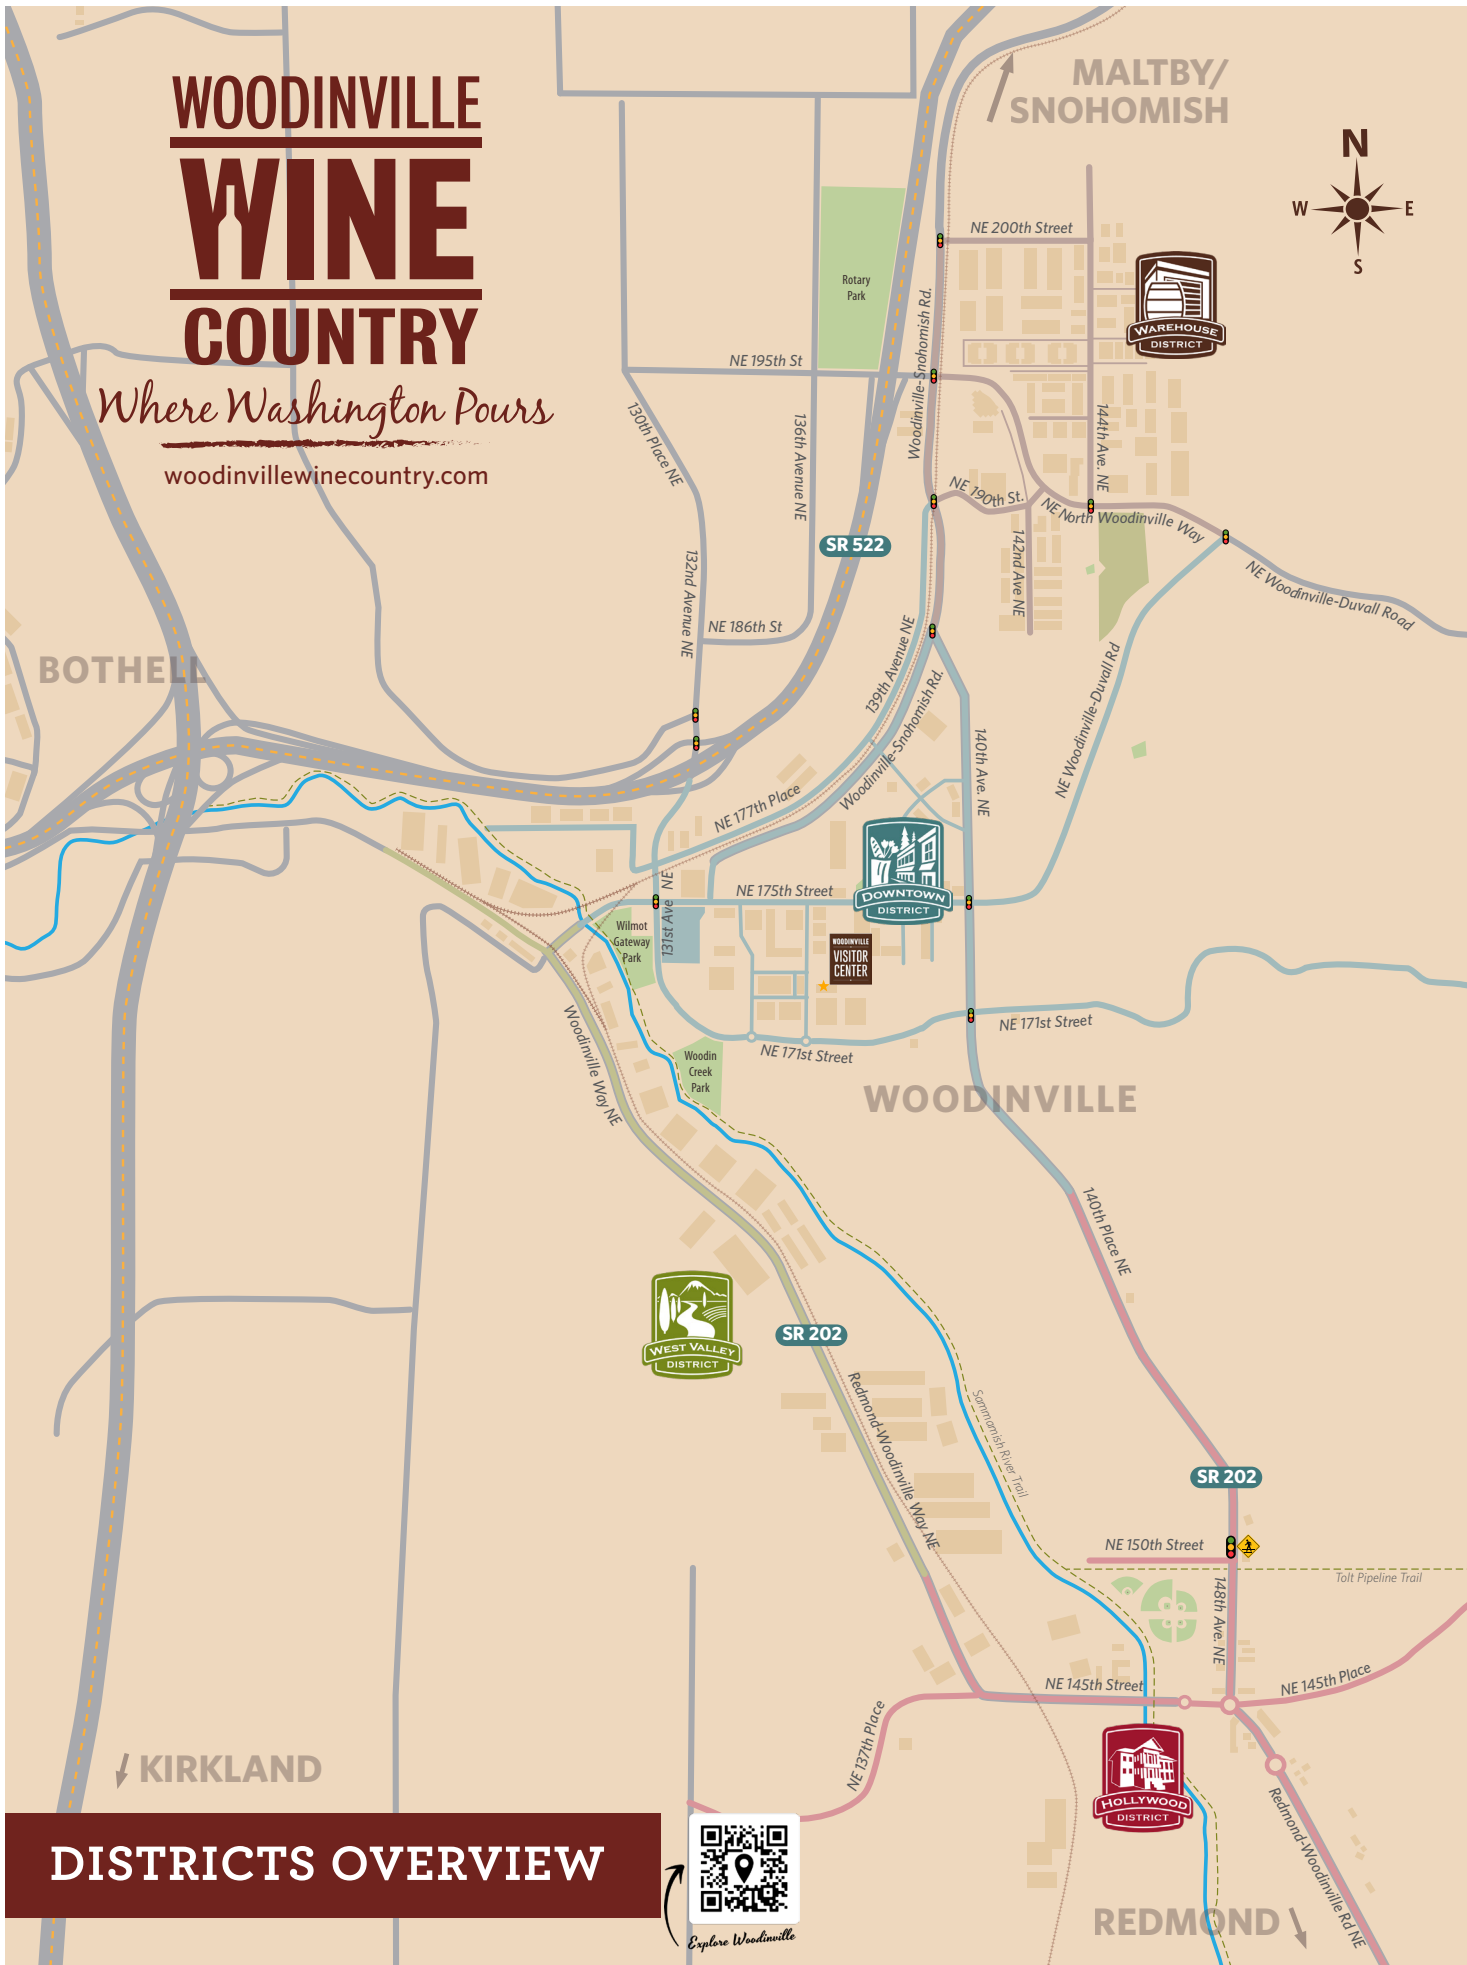 WOODINVILLE
WINE
COUNTRY
Where Washington Pours
woodinvillewinecountry.com
MALTBY/
SNOHOMISH
N
W
E
S
NE 200th Street
WAREHOUSE
DISTRICT
Rotary
Park
Woodinville-Snohomish Rd.
NE 195th St
130th Place NE
136th Avenue NE
144th Ave. NE
NE 190th St.
NE North Woodinville Way
142nd Ave NE
SR 522
132nd Avenue NE
NE Woodinville-Duvall Road
NE 186th St
139th Avenue NE
BOTHELL
Woodinville-Snohomish Rd.
NE Woodinville-Duvall Rd
140th Ave. NE
NE 177th Place
DOWNTOWN
DISTRICT
NE 175th Street
131st Ave NE
Wilmot
Gateway
Park
WOODINVILLE
VISITOR
CENTER
NE 171st Street
NE 171st Street
Woodin
Creek
Park
Woodinville Way NE
WOODINVILLE
140th Place NE
WEST VALLEY
DISTRICT
SR 202
Redmond-Woodinville Way NE
Sammamish River Trail
SR 202
NE 150th Street
Tolt Pipeline Trail
148th Ave. NE
NE 145th Street
NE 145th Place
NE 137th Place
KIRKLAND
HOLLYWOOD
DISTRICT
Redmond-Woodinville Rd NE
DISTRICTS OVERVIEW
Explore Woodinville
REDMOND